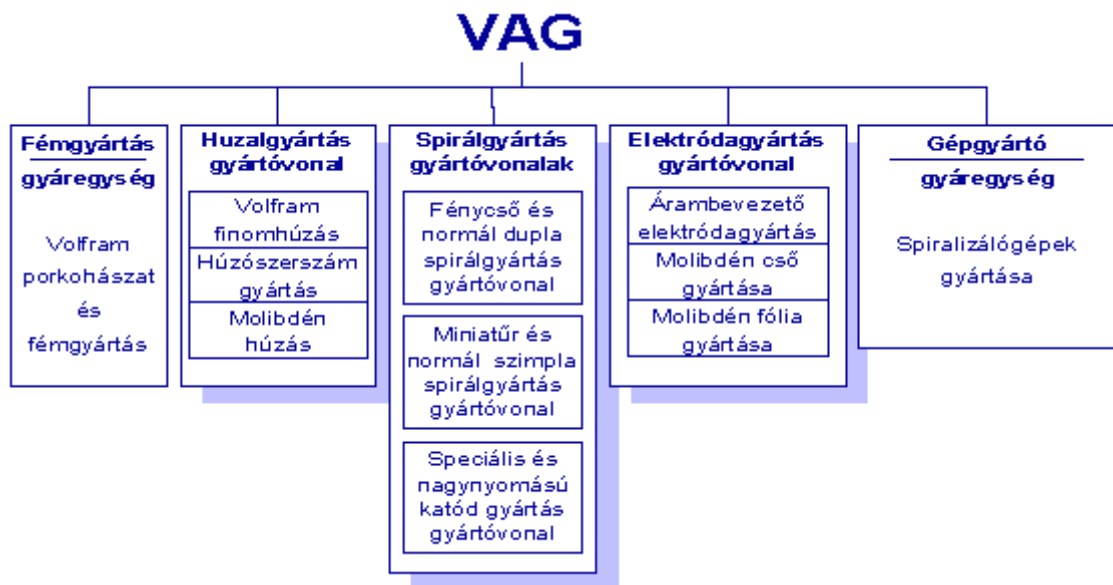 VAG
Fémgyártás
gyáregység
Volfram
porkohászat
és
fémgyártás
Huzalgyártás
gyártóvonal
Volfram
finomhúzás
Húzószerszám
gyártás
Molibdén
húzás
Spirálgyártás
gyártóvonalak
Fénycső és
normál dupla
spirálgyártás
gyártóvonal
Miniatűr és
normál szimpla
spirálgyártás
gyártóvonal
Speciális és
nagynyomású
katód gyártás
gyártóvonal
Elektródagyártás
gyártóvonal
Árambevezető
elektródagyártás
Molibdén cső
gyártása
Molibdén fólia
gyártása
Gépgyártó
gyáregység
Spiralizálógépek
gyártása